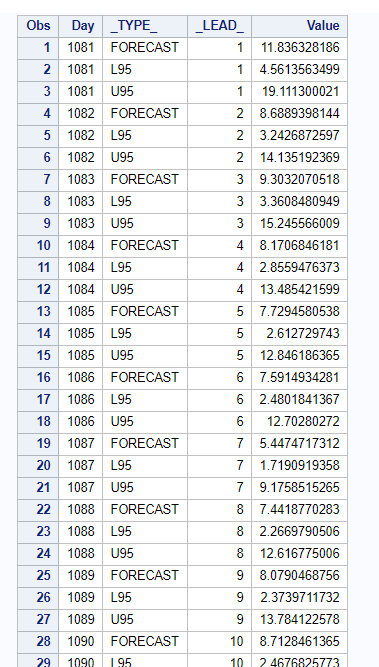 Obs Day _TYPE_ _LEAD_ Value
1 1081 FORECAST 1 11.836328186
2 1081 L95 1 4.5613563499
3 1081 U95 1 19.111300021
4 1082 FORECAST 2 8.6889398144
5 1082 L95 2 3.2426872597
6 1082 U95 2 14.135192369
7 1083 FORECAST 3 9.3032070518
8 1083 L95 3 3.3608480949
9 1083 U95 3 15.245566009
10 1084 FORECAST 4 8.1706846181
11 1084 L95 4 2.8559476373
12 1084 U95 4 13.485421599
13 1085 FORECAST 5 7.7294580538
14 1085 L95 5 2.612729743
15 1085 U95 5 12.846186365
16 1086 FORECAST 6 7.5914934281
17 1086 L95 6 2.4801841367
18 1086 U95 6 12.70280272
19 1087 FORECAST 7 5.4474717312
20 1087 L95 7 1.7190919358
21 1087 U95 7 9.1758515265
22 1088 FORECAST 8 7.4418770283
23 1088 L95 8 2.2669790506
24 1088 U95 8 12.616775006
25 1089 FORECAST 9 8.0790468756
26 1089 L95 9 2.3739711732
27 1089 U95 9 13.784122578
28 1090 FORECAST 10 8.7128461365
29 1090 L95 10 2.4676825773